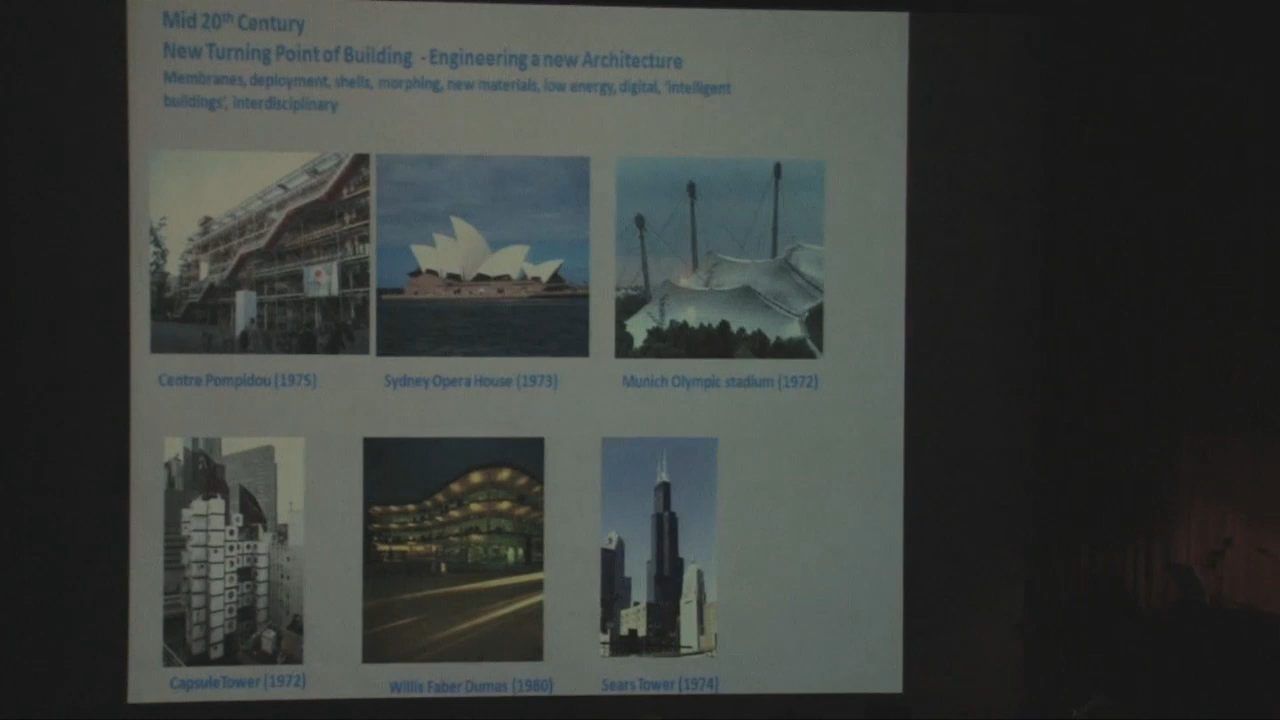 Mid 20th Century
New Turning Point of Building - Engineering a new Architecture
Membranes, deployment, shells, morphing, new materials, low energy, digital, 'intelligent
buildings', interdisciplinary
Centre Pompidou (1975)
Sydney Opera House (1973)
Munich Olympic stadium (1972)
Capsule Tower (1972)
Willis Faber Dumas (1980)
Sears Tower (1974)